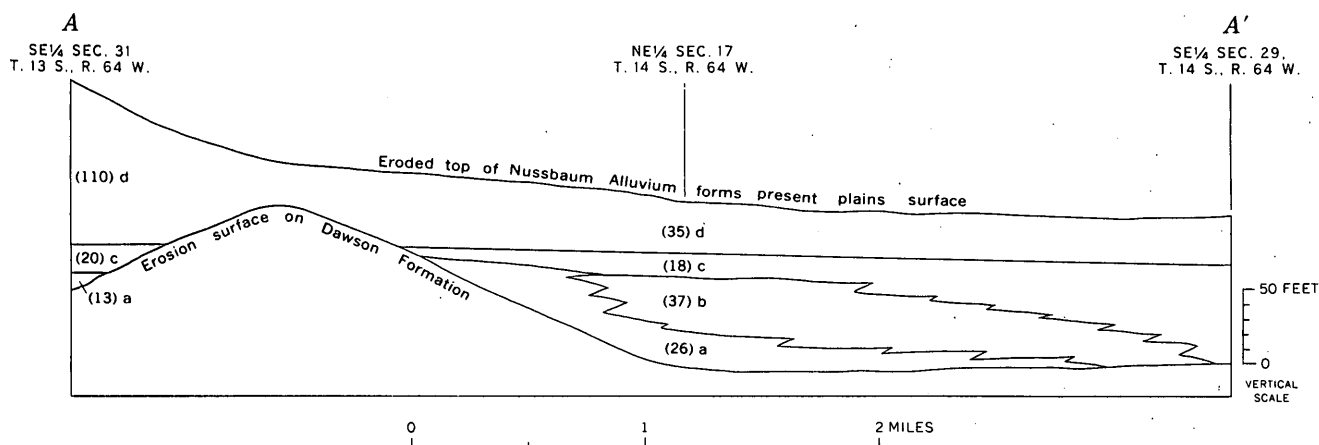 A
SE¼ SEC. 31
T. 13 S., R. 64 W.
NE¼ SEC. 17
T. 14 S., R. 64 W.
A'
SE¼ SEC. 29,
T. 14 S., R. 64 W.
Eroded top of Nussbaum Alluvium forms present plains surface
(110) d
Erosion surface on Dawson Formation
(35) d
(20) c
(18) c
(13) a
(37) b
(26) a
50 FEET
0
VERTICAL
SCALE
0 1 2 MILES